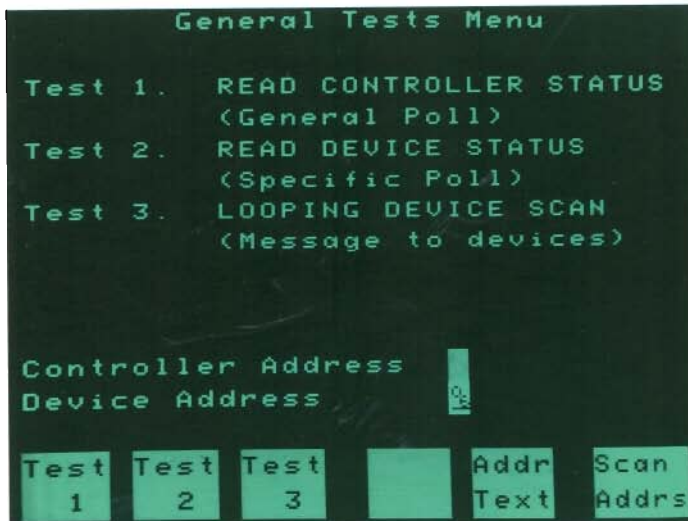 General Tests Menu
Test 1. READ CONTROLLER STATUS
(General Poll)
Test 2. READ DEVICE STATUS
(Specific Poll)
Test 3. LOOPING DEVICE SCAN
(Message to devices)
Controller Address
Device Address
Test Test Test Addr Scan
1 2 3 Text Addrs